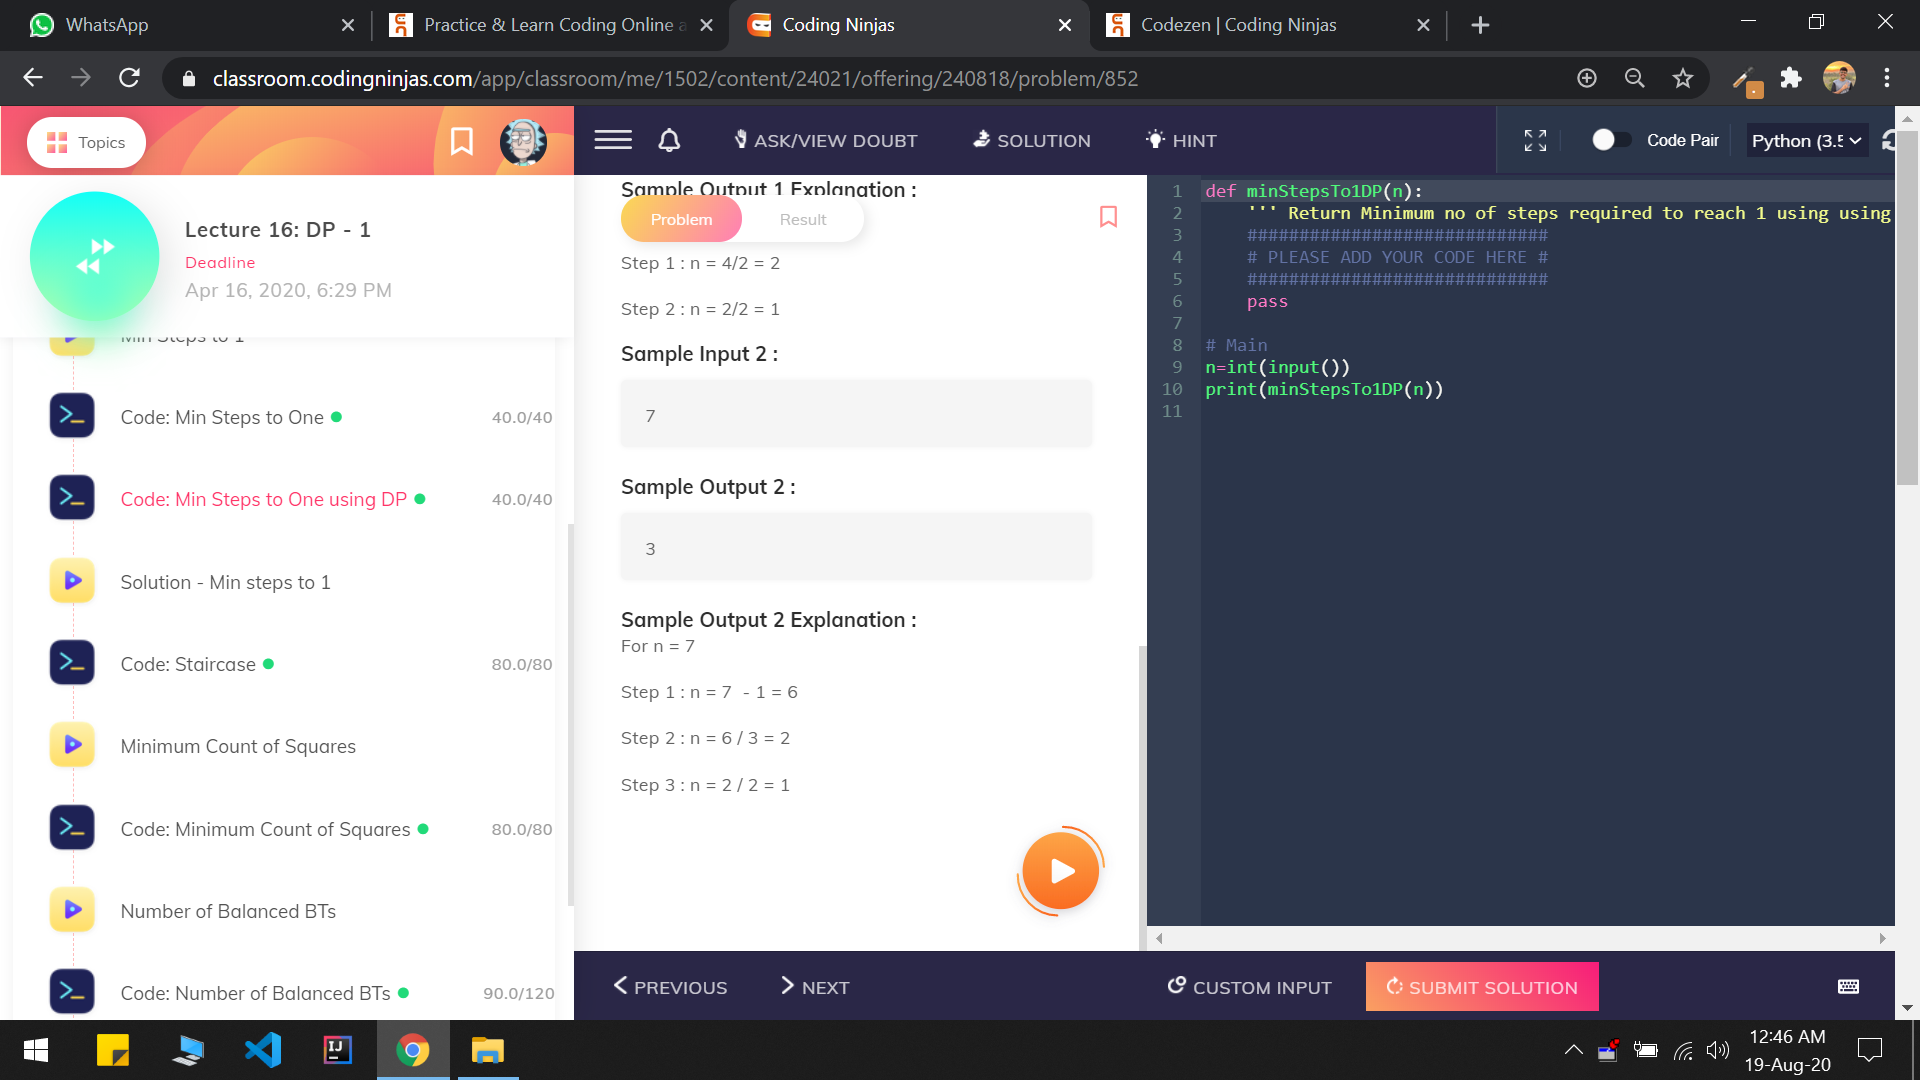 WhatsApp
Practice & Learn Coding Online a
Coding Ninjas
Codezen | Coding Ninjas
classroom.codingninjas.com/app/classroom/me/1502/content/24021/offering/240818/problem/852
Topics
ASK/VIEW DOUBT
SOLUTION
HINT
Code Pair
Python (3.5
Lecture 16: DP - 1
Deadline
Apr 16, 2020, 6:29 PM
Min Steps to 1
Code: Min Steps to One
40.0/40
Code: Min Steps to One using DP
40.0/40
Solution - Min steps to 1
Code: Staircase
80.0/80
Minimum Count of Squares
Code: Minimum Count of Squares
80.0/80
Number of Balanced BTs
Code: Number of Balanced BTs
90.0/120
Sample Output 1 Explanation :
Problem
Result
Step 1 : n = 4/2 = 2
Step 2 : n = 2/2 = 1
Sample Input 2 :
7
Sample Output 2 :
3
Sample Output 2 Explanation :
For n = 7
Step 1 : n = 7  - 1 = 6
Step 2 : n = 6 / 3 = 2
Step 3 : n = 2 / 2 = 1
1 def minStepsTo1DP(n):
2     ''' Return Minimum no of steps required to reach 1 using using
3     #############################
4     # PLEASE ADD YOUR CODE HERE #
5     #############################
6     pass
7
8 # Main
9 n=int(input())
10 print(minStepsTo1DP(n))
11
PREVIOUS
NEXT
CUSTOM INPUT
SUBMIT SOLUTION
IJ
12:46 AM
19-Aug-20